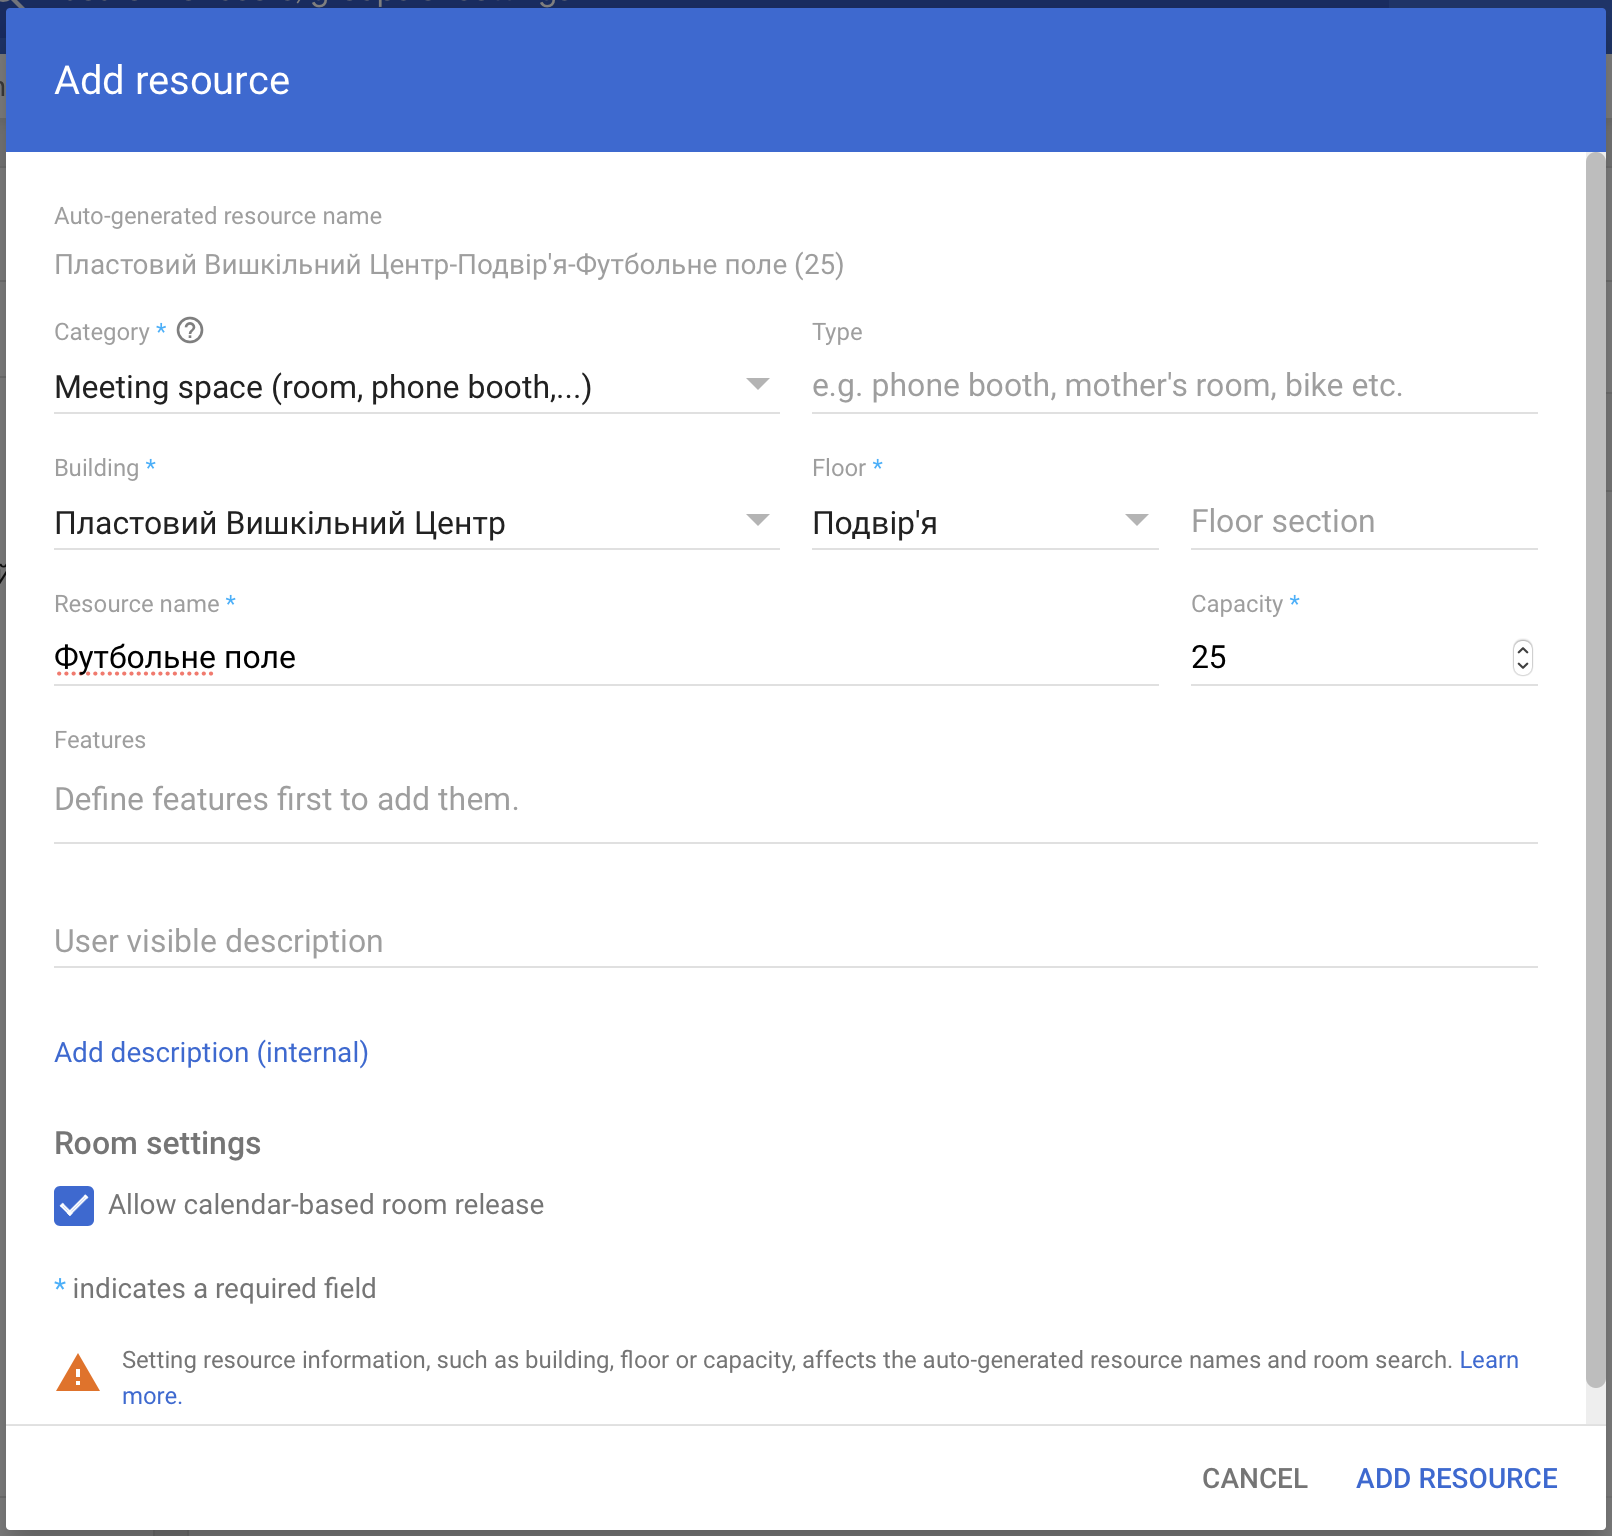 Add resource
Auto-generated resource name
Пластовий Вишкільний Центр-Подвір'я-Футбольне поле (25)
Category * ?
Type
Meeting space (room, phone booth,...)
e.g. phone booth, mother's room, bike etc.
Building *
Floor *
Пластовий Вишкільний Центр
Подвір'я
Floor section
Resource name *
Capacity *
Футбольне поле
25
Features
Define features first to add them.
User visible description
Add description (internal)
Room settings
Allow calendar-based room release
* indicates a required field
Setting resource information, such as building, floor or capacity, affects the auto-generated resource names and room search. Learn
more.
CANCEL
ADD RESOURCE